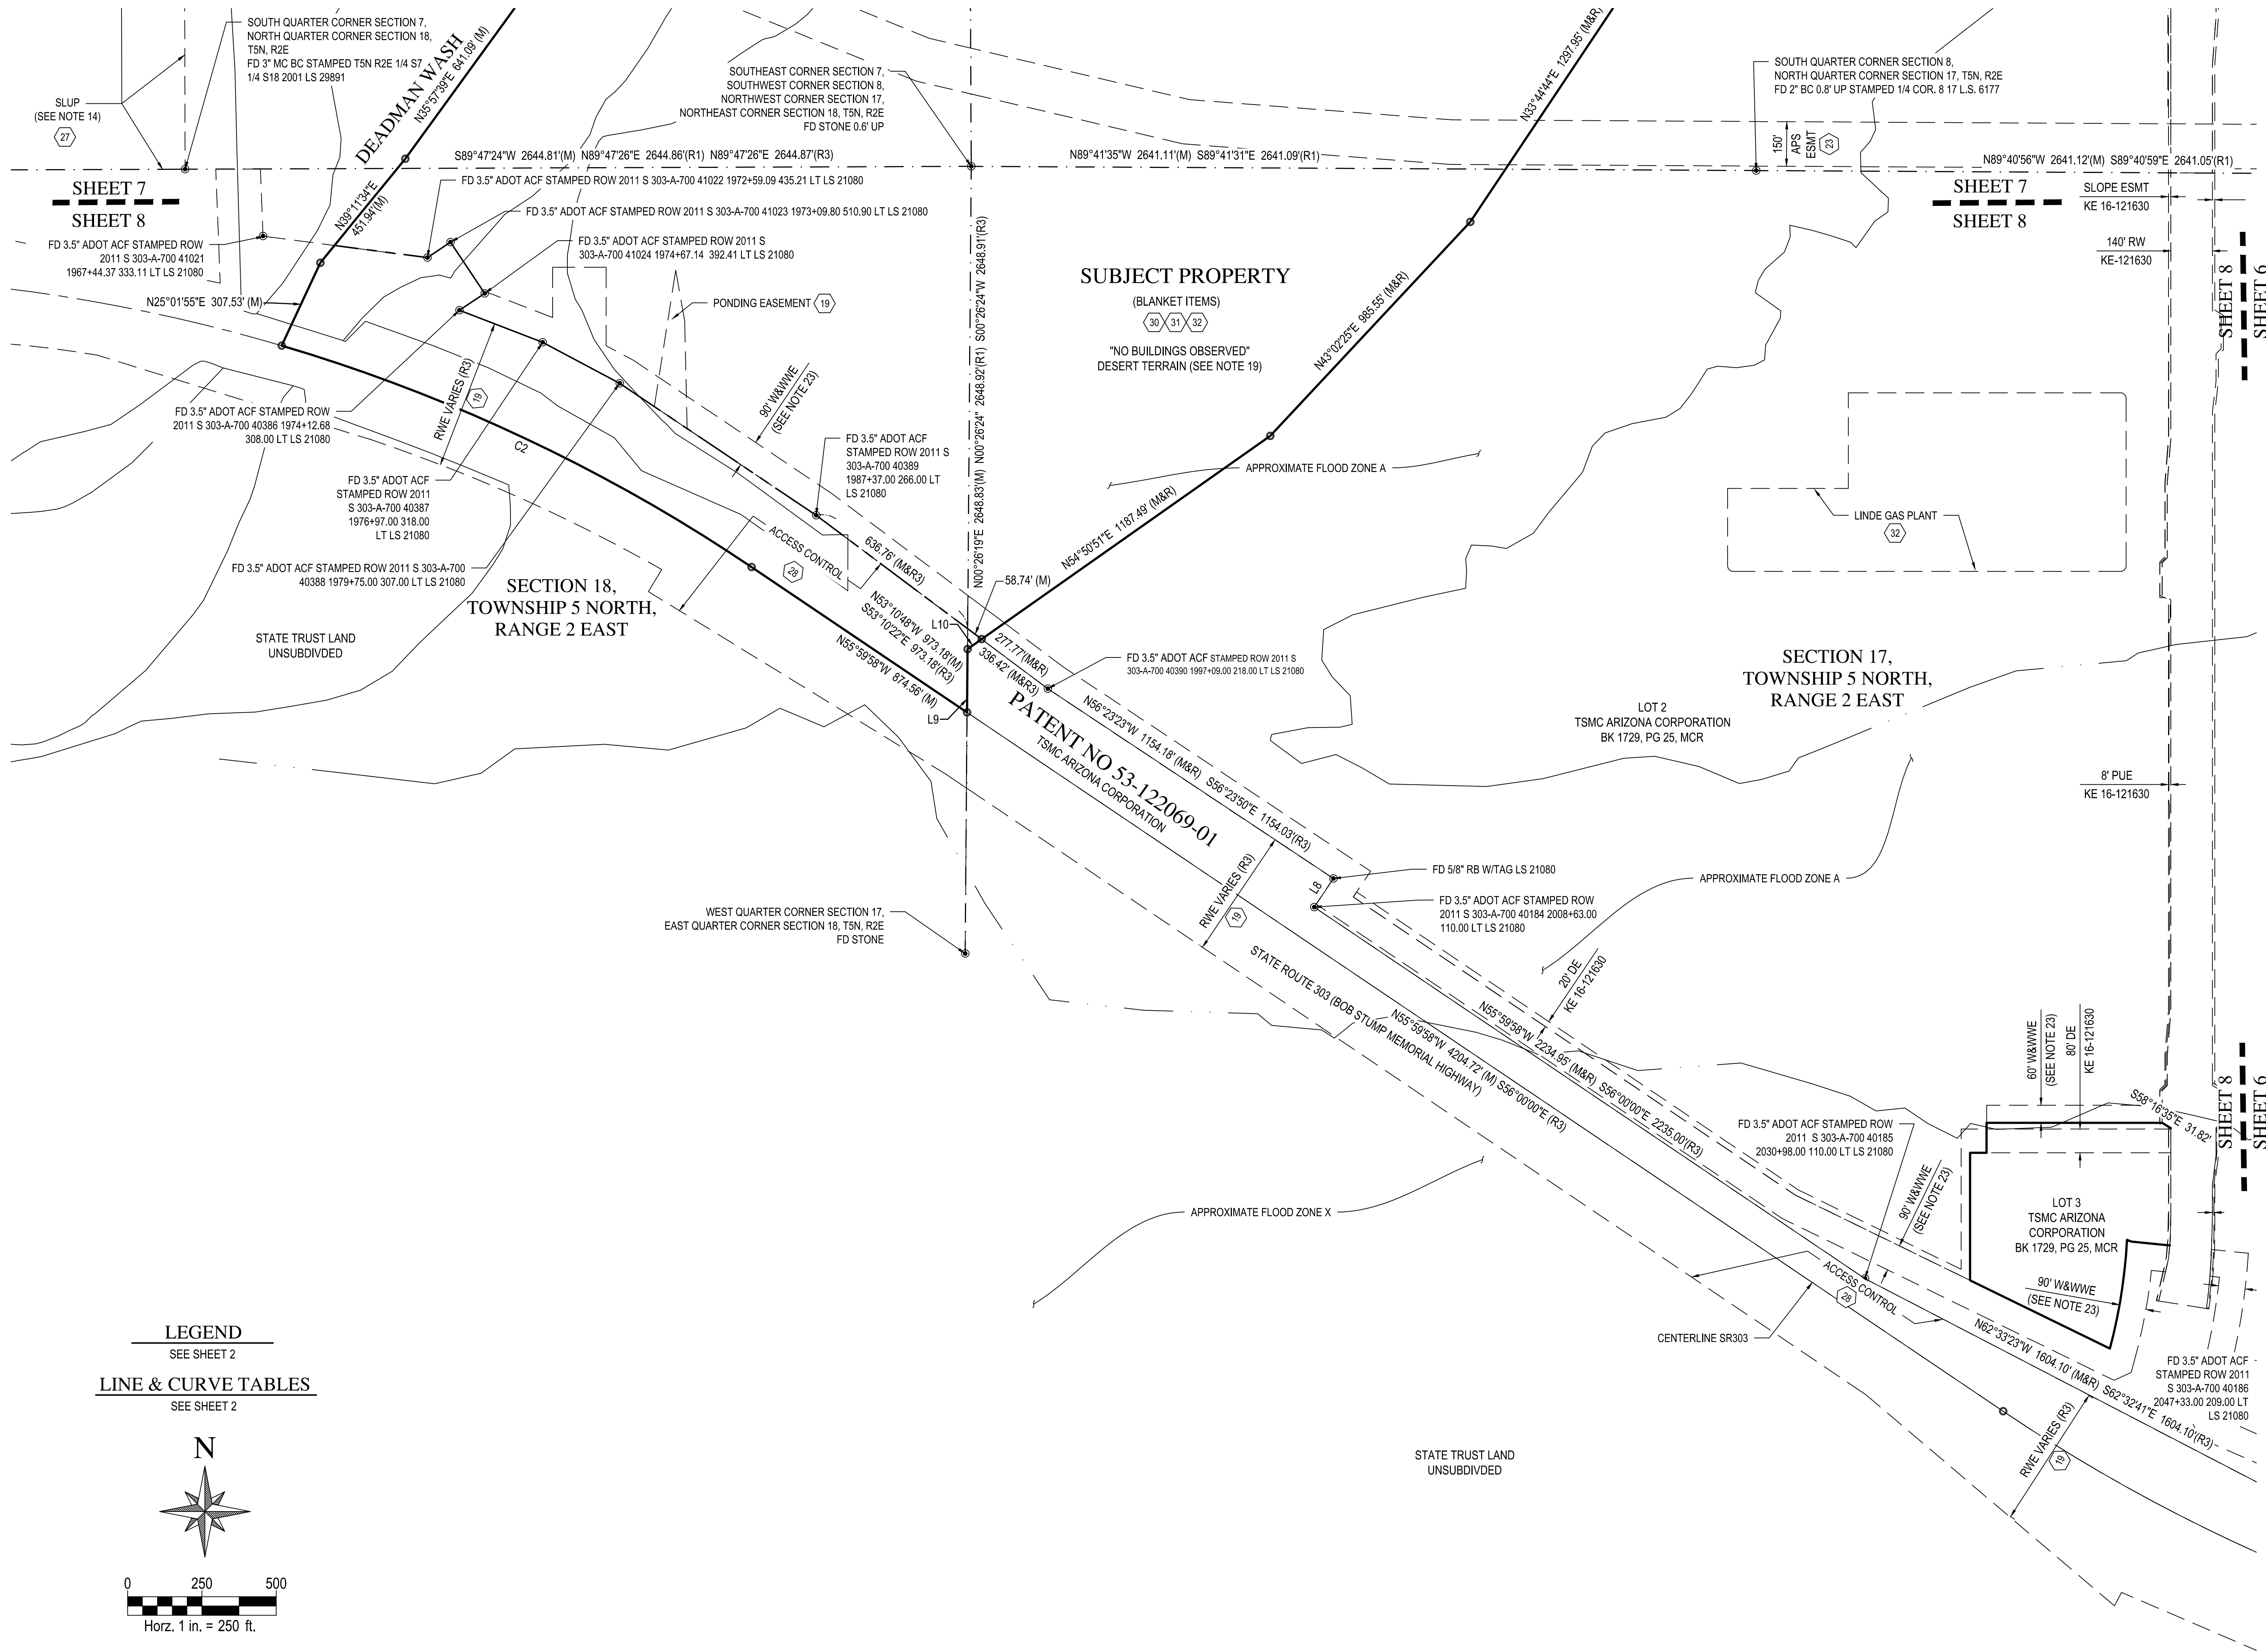 SOUTH QUARTER CORNER SECTION 7,
NORTH QUARTER CORNER SECTION 18,
T5N, R2E
FD 3" MC BC STAMPED T5N R2E 1/4 S7
1/4 S18 2001 LS 29891
SLUP
(SEE NOTE 14)
27
DEADMAN WASH
N35°57'39"E 641.09' (M)
SOUTHEAST CORNER SECTION 7,
SOUTHWEST CORNER SECTION 8,
NORTHWEST CORNER SECTION 17,
NORTHEAST CORNER SECTION 18, T5N, R2E
FD STONE 0.6' UP
N33°44'44"E 1297.95' (M&R)
SOUTH QUARTER CORNER SECTION 8,
NORTH QUARTER CORNER SECTION 17, T5N, R2E
FD 2" BC 0.8' UP STAMPED 1/4 COR. 8 17 L.S. 6177
150'
APS
ESMT
23
S89°47'24"W 2644.81'(M) N89°47'26"E 2644.86'(R1) N89°47'26"E 2644.87'(R3)
N89°41'35"W 2641.11'(M) S89°41'31"E 2641.09'(R1)
N89°40'56"W 2641.12'(M) S89°40'59"E 2641.05'(R1)
SHEET 7
SHEET 8
SHEET 7
SHEET 8
SLOPE ESMT
KE 16-121630
140' RW
KE-121630
SHEET 8
SHEET 6
FD 3.5" ADOT ACF STAMPED ROW 2011 S 303-A-700 41022 1972+59.09 435.21 LT LS 21080
FD 3.5" ADOT ACF STAMPED ROW 2011 S 303-A-700 41023 1973+09.80 510.90 LT LS 21080
N39°11'34"E
451.94'(M)
FD 3.5" ADOT ACF STAMPED ROW
2011 S 303-A-700 41021
1967+44.37 333.11 LT LS 21080
FD 3.5" ADOT ACF STAMPED ROW 2011 S
303-A-700 41024 1974+67.14 392.41 LT LS 21080
N25°01'55"E 307.53' (M)
PONDING EASEMENT
19
N00°26'19"E 2648.83'(M) N00°26'24" 2648.92'(R1) S00°26'24"W 2648.91'(R3)
SUBJECT PROPERTY
(BLANKET ITEMS)
30 31 32
"NO BUILDINGS OBSERVED"
DESERT TERRAIN (SEE NOTE 19)
N43°02'25"E 985.55' (M&R)
RWE VARIES (R3)
19
90' W&WWE
(SEE NOTE 23)
FD 3.5" ADOT ACF STAMPED ROW
2011 S 303-A-700 40386 1974+12.68
308.00 LT LS 21080
C2
FD 3.5" ADOT ACF
STAMPED ROW 2011 S
303-A-700 40389
1987+37.00 266.00 LT
LS 21080
FD 3.5" ADOT ACF
STAMPED ROW 2011
S 303-A-700 40387
1976+97.00 318.00
LT LS 21080
APPROXIMATE FLOOD ZONE A
N54°50'51"E 1187.49' (M&R)
LINDE GAS PLANT
32
FD 3.5" ADOT ACF STAMPED ROW 2011 S 303-A-700
40388 1979+75.00 307.00 LT LS 21080
ACCESS CONTROL
28
636.76' (M&R3)
58.74' (M)
SECTION 18,
TOWNSHIP 5 NORTH,
RANGE 2 EAST
STATE TRUST LAND
UNSUBDIVDED
N53°10'48"W 973.18'(M)
S53°10'22"E 973.18'(R3)
L10
277.77'(M&R)
336.42' (M&R3)
N55°59'58"W 874.56' (M)
L9
FD 3.5" ADOT ACF STAMPED ROW 2011 S
303-A-700 40390 1997+09.00 218.00 LT LS 21080
SECTION 17,
TOWNSHIP 5 NORTH,
RANGE 2 EAST
PATENT NO 53-122069-01
TSMC ARIZONA CORPORATION
N56°23'23"W 1154.18' (M&R) S56°23'50"E 1154.03'(R3)
LOT 2
TSMC ARIZONA CORPORATION
BK 1729, PG 25, MCR
8' PUE
KE 16-121630
L8
FD 5/8" RB W/TAG LS 21080
APPROXIMATE FLOOD ZONE A
FD 3.5" ADOT ACF STAMPED ROW
2011 S 303-A-700 40184 2008+63.00
110.00 LT LS 21080
RWE VARIES (R3)
19
WEST QUARTER CORNER SECTION 17,
EAST QUARTER CORNER SECTION 18, T5N, R2E
FD STONE
STATE ROUTE 303 (BOB STUMP MEMORIAL HIGHWAY)
N55°59'58"W 4204.72' (M) S56°00'00"E (R3)
20' DE
KE 16-121630
N55°59'58"W 2234.95' (M&R) S56°00'00"E 2235.00'(R3)
60' W&WWE
(SEE NOTE 23)
80' DE
KE 16-121630
S58°16'35"E 31.82'
SHEET 8
SHEET 6
FD 3.5" ADOT ACF STAMPED ROW
2011 S 303-A-700 40185
2030+98.00 110.00 LT LS 21080
90' W&WWE
(SEE NOTE 23)
LOT 3
TSMC ARIZONA
CORPORATION
BK 1729, PG 25, MCR
APPROXIMATE FLOOD ZONE X
90' W&WWE
(SEE NOTE 23)
ACCESS CONTROL
28
CENTERLINE SR303
N62°33'23"W 1604.10' (M&R) S62°32'41"E 1604.10'(R3)
FD 3.5" ADOT ACF
STAMPED ROW 2011
S 303-A-700 40186
2047+33.00 209.00 LT
LS 21080
RWE VARIES (R3)
19
STATE TRUST LAND
UNSUBDIVDED
LEGEND
SEE SHEET 2
LINE & CURVE TABLES
SEE SHEET 2
N
0 250 500
Horz. 1 in. = 250 ft.